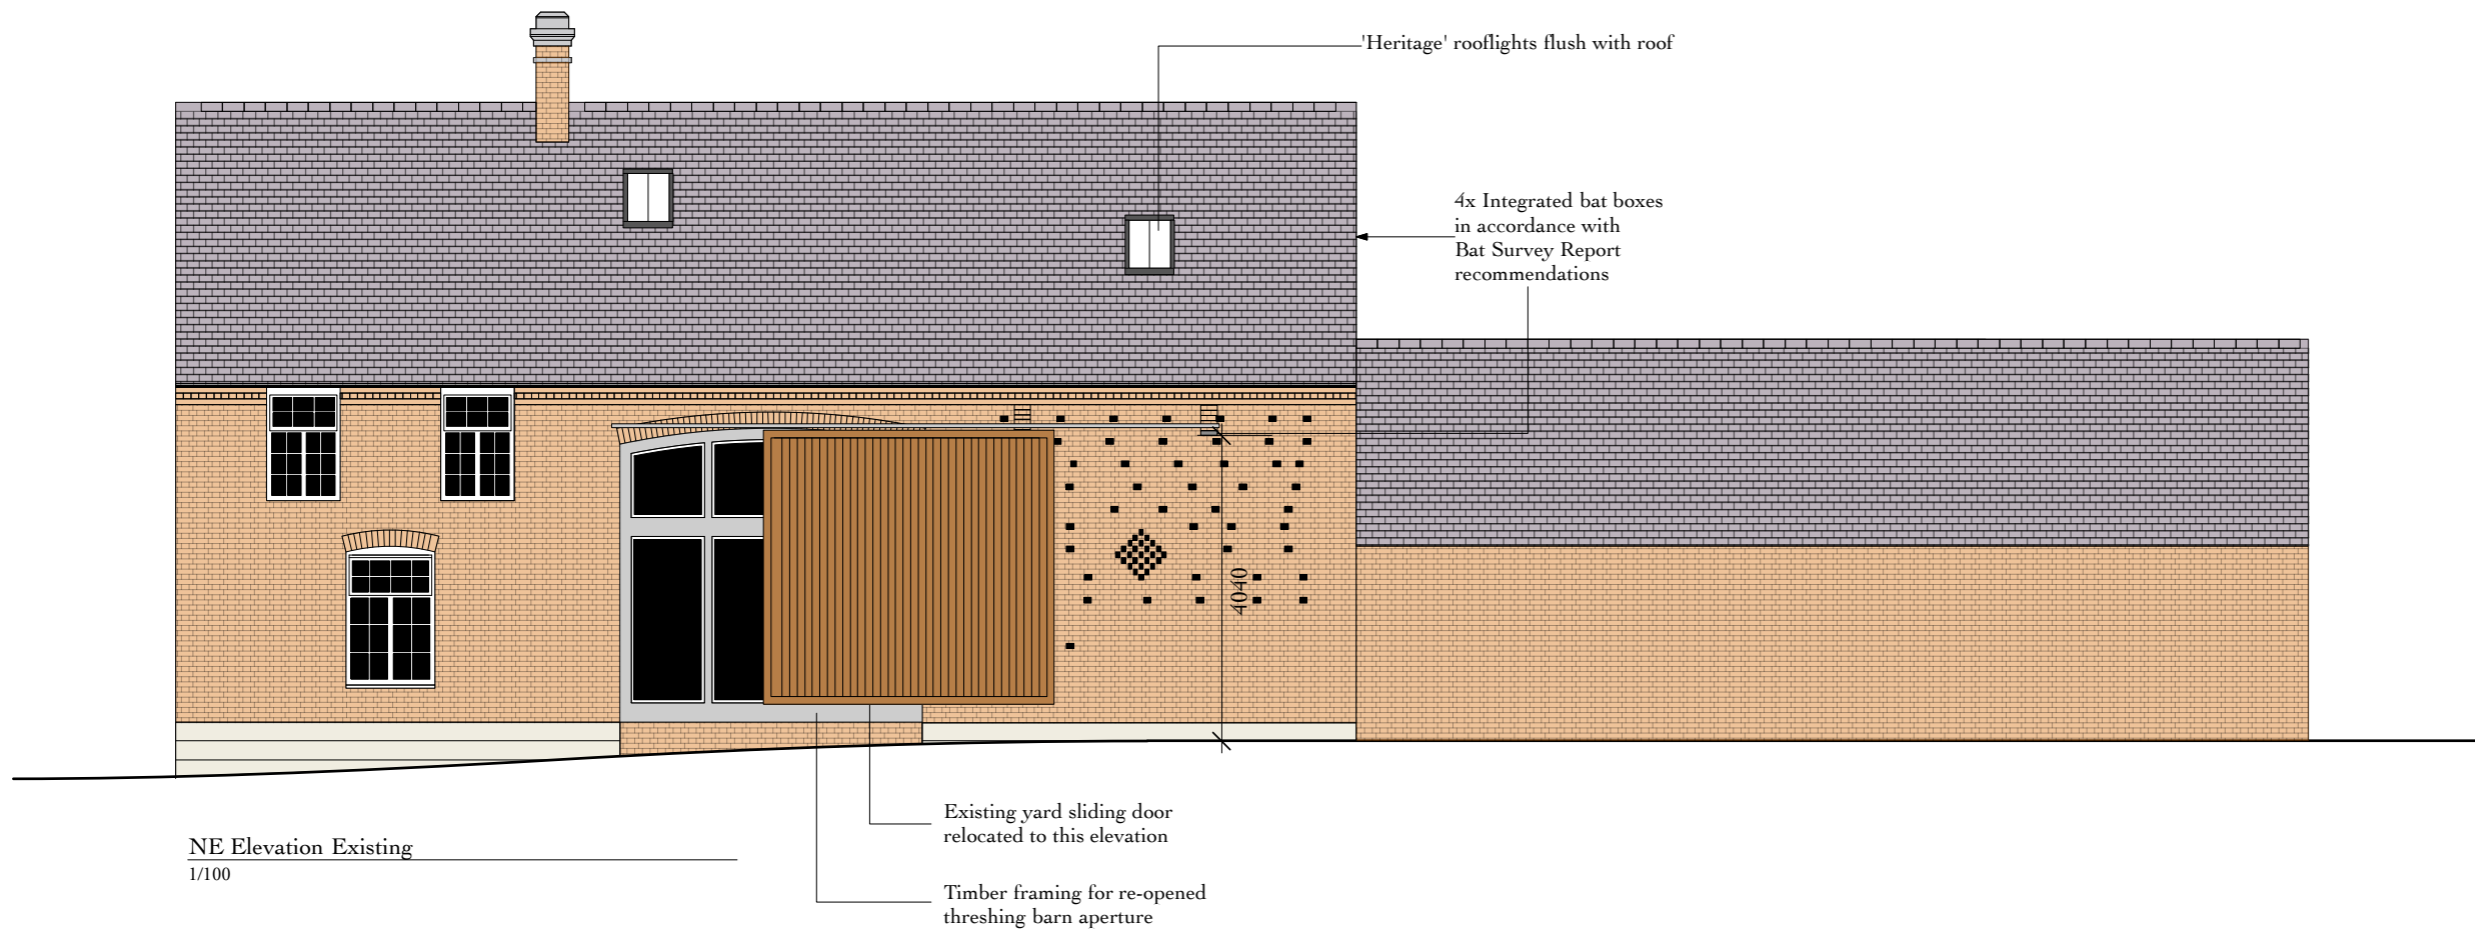 'Heritage' rooflights flush with roof
4x Integrated bat boxes
in accordance with
Bat Survey Report
recommendations
4040
Existing yard sliding door
relocated to this elevation
NE Elevation Existing
1/100
Timber framing for re-opened
threshing barn aperture